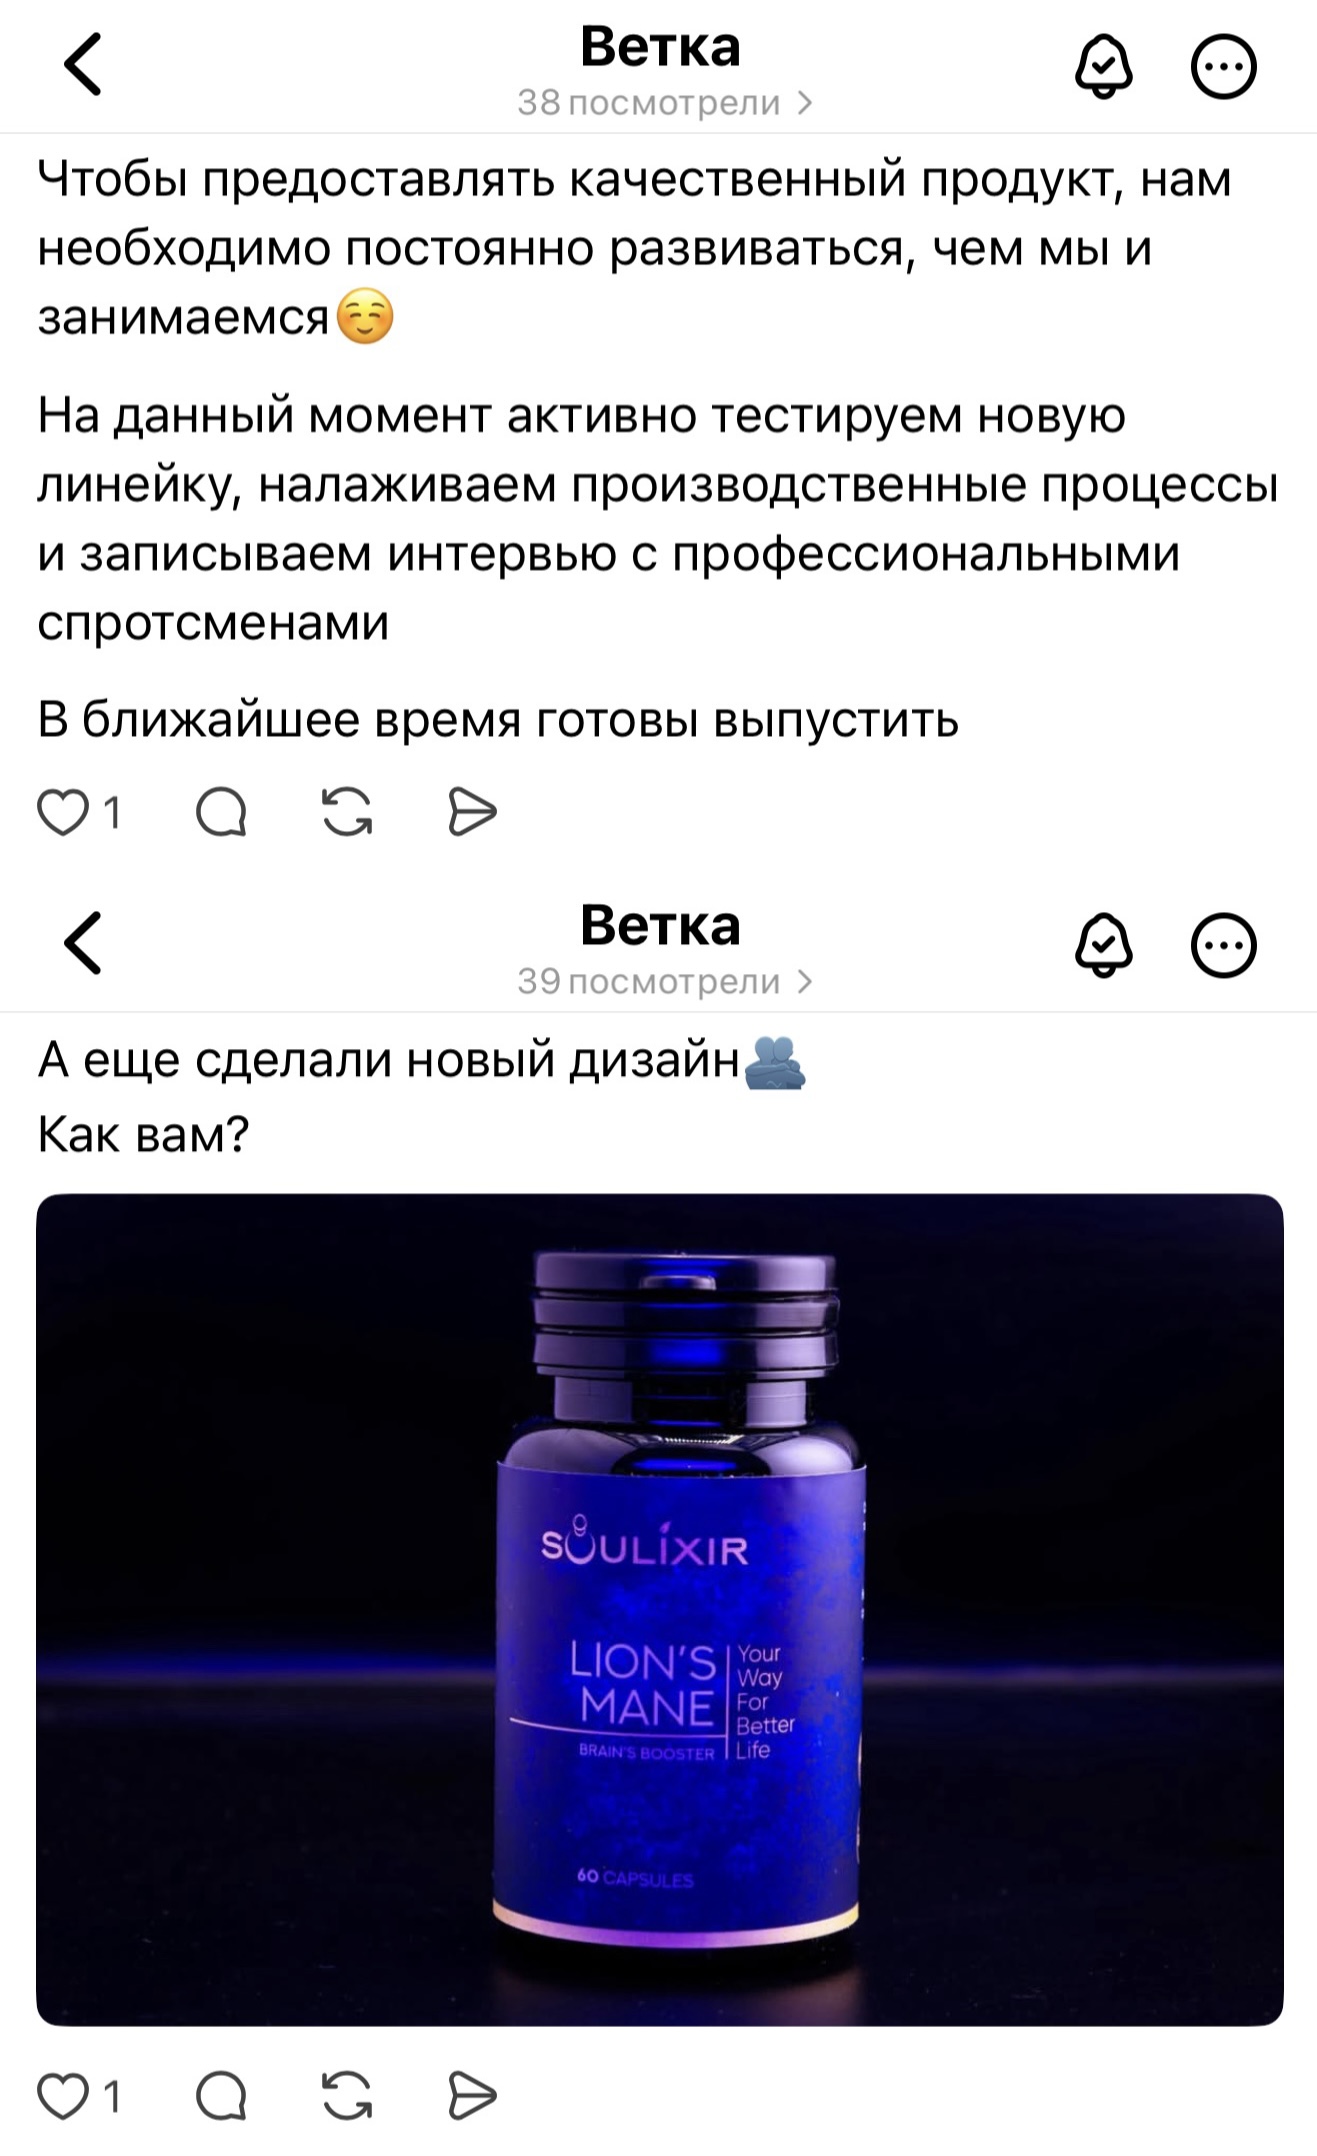 Ветка
38 посмотрели
Чтобы предоставлять качественный продукт, нам
необходимо постоянно развиваться, чем мы и
занимаемся☺️
На данный момент активно тестируем новую
линейку, налаживаем производственные процессы
и записываем интервью с профессиональными
спротсменами
В ближайшее время готовы выпустить
1
Ветка
39 посмотрели
А еще сделали новый дизайн🫂
Как вам?
SOULIXIR
LION'S
MANE
BRAIN'S BOOSTER
Your
Way
For
Better
Life
60 CAPSULES
1